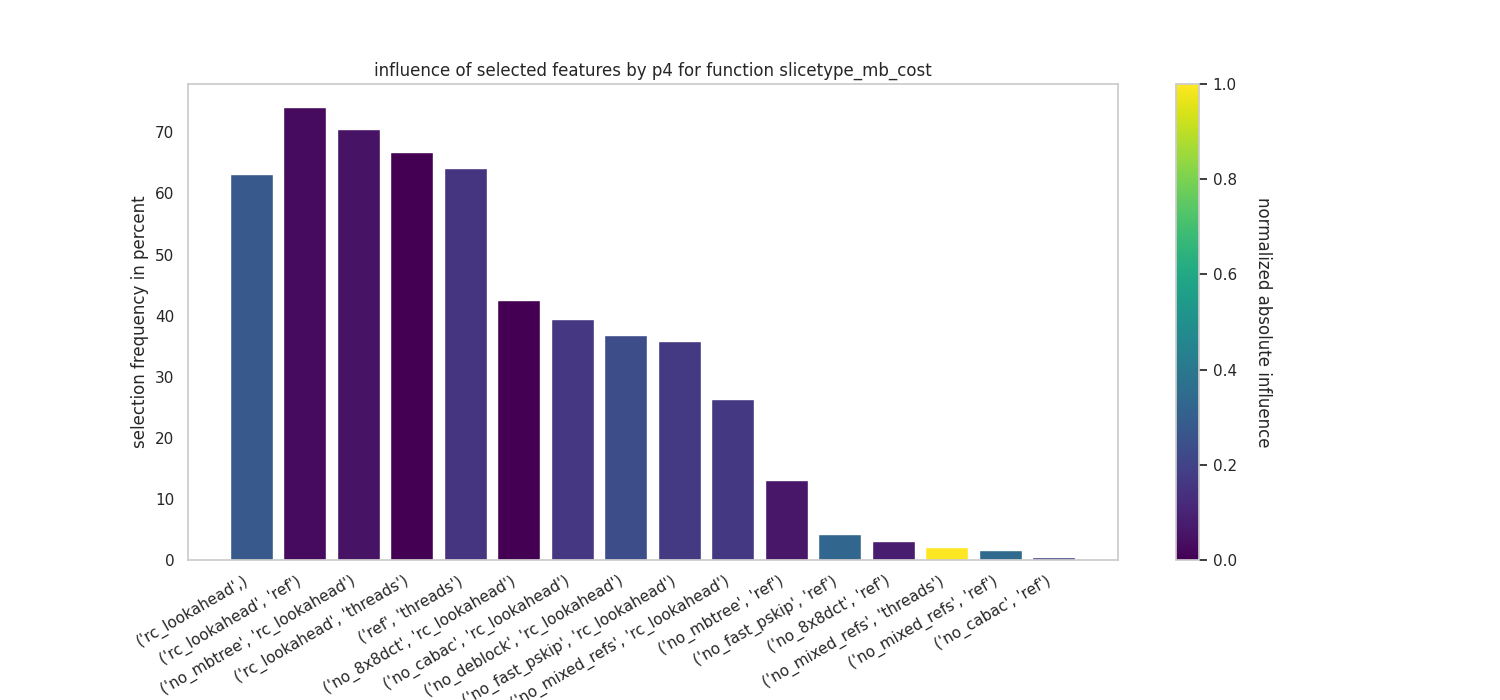 influence of selected features by p4 for function slicetype_mb_cost
selection frequency in percent
70
60
50
40
30
20
10
0
('rc_lookahead',)
('rc_lookahead', 'ref')
('no_mbtree', 'rc_lookahead')
('rc_lookahead', 'threads')
('ref', 'threads')
('no_8x8dct', 'rc_lookahead')
('no_cabac', 'rc_lookahead')
('no_deblock', 'rc_lookahead')
('no_fast_pskip', 'rc_lookahead')
'no_mixed_refs', 'rc_lookahead')
('no_mbtree', 'ref')
('no_fast_pskip', 'ref')
('no_8x8dct', 'ref')
('no_mixed_refs', 'threads')
('no_mixed_refs', 'ref')
('no_cabac', 'ref')
1.0
0.8
0.6
0.4
0.2
0.0
normalized absolute influence